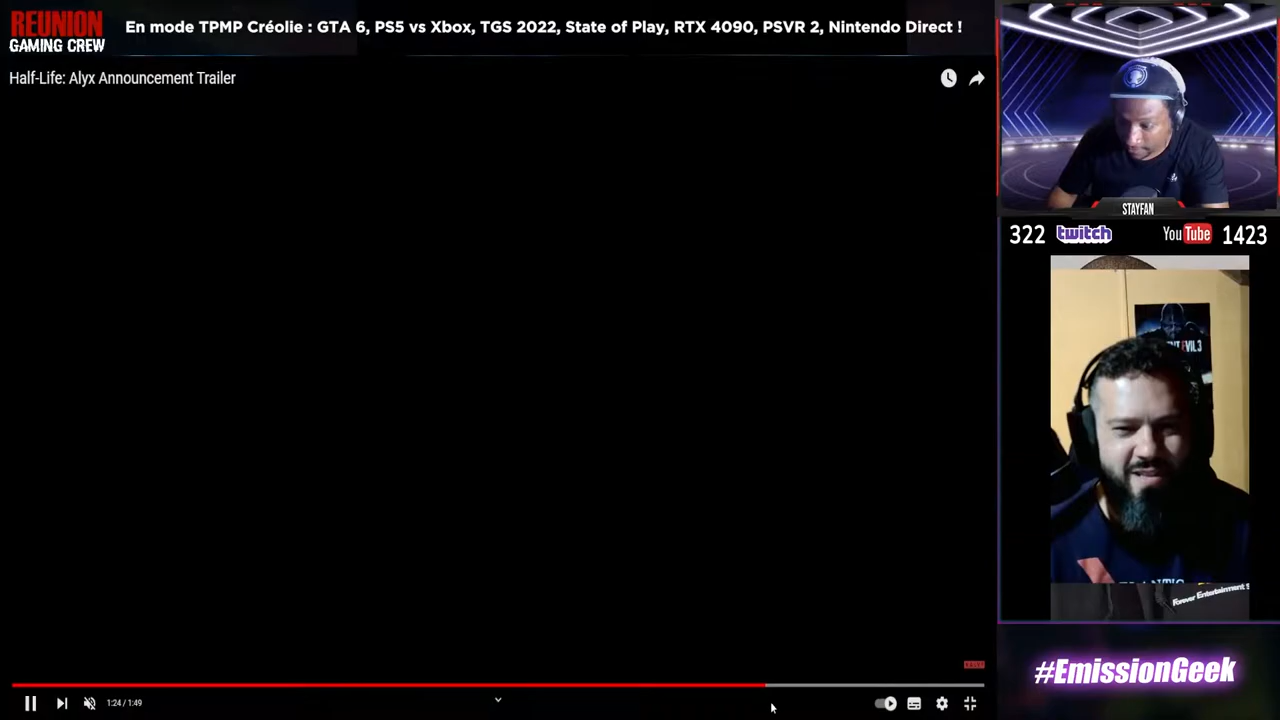 REUNION
GAMING CREW
En mode TPMP Créolie : GTA 6, PS5 vs Xbox, TGS 2022, State of Play, RTX 4090, PSVR 2, Nintendo Direct !
Half-Life: Alyx Announcement Trailer
STAYFAN
322 twitch YouTube 1423
Forever Entertainment S
1:24 / 1:49
#EmissionGeek